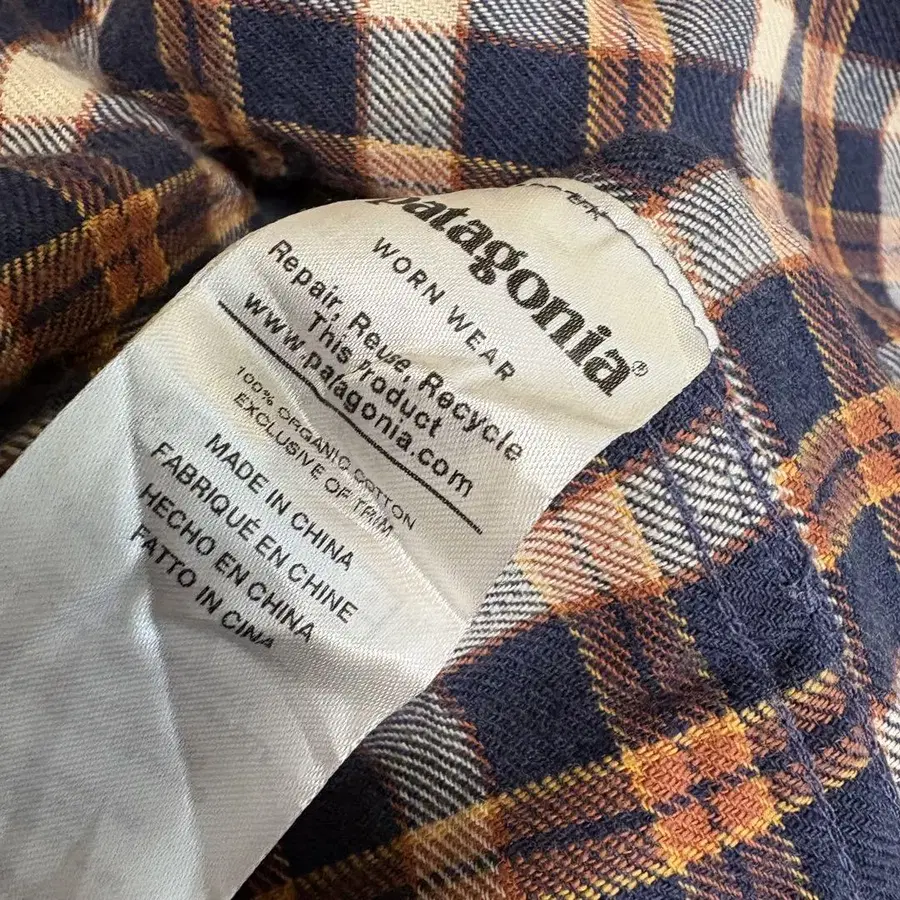 patagonia®
WORN WEAR
Repair, Reuse, Recycle
This Product
www.patagonia.com
100% ORGANIC COTTON
EXCLUSIVE OF TRIM
MADE IN CHINA
FABRIQUÉ EN CHINE
HECHO EN CHINA
FATTO IN CINA